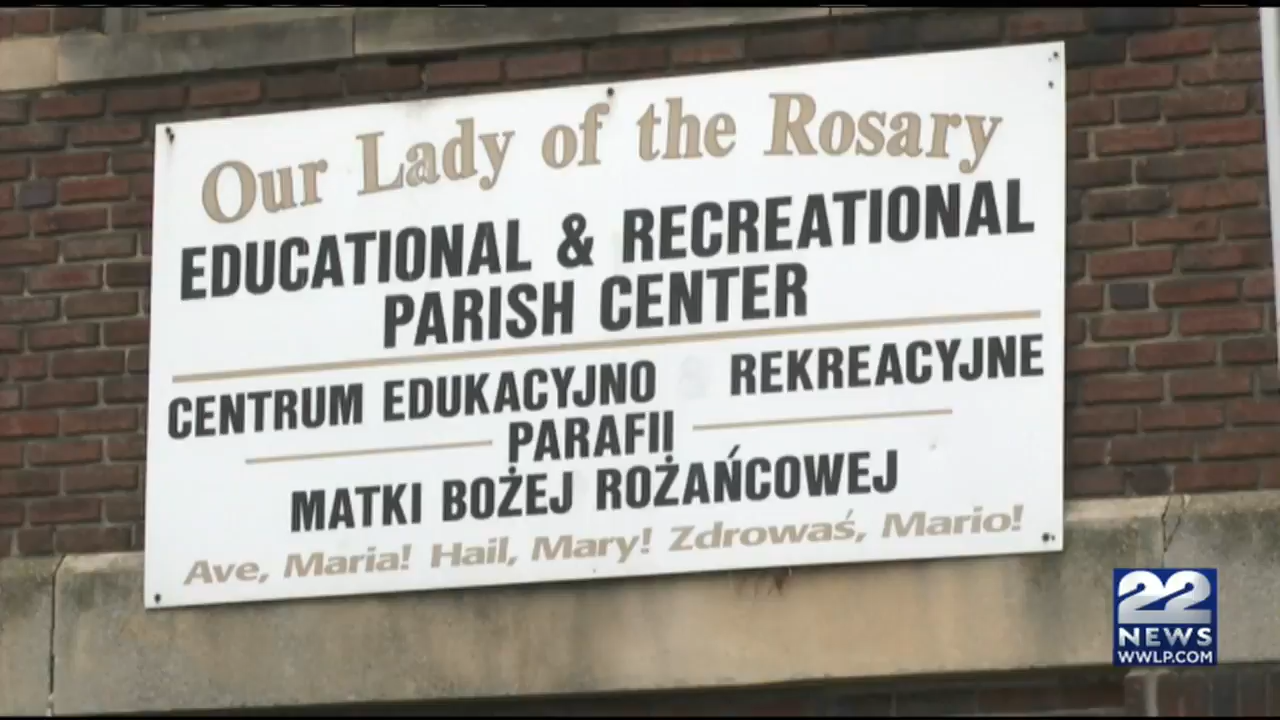 Our Lady of the Rosary
EDUCATIONAL & RECREATIONAL
PARISH CENTER
CENTRUM EDUKACYJNO REKREACYJNE
PARAFII
MATKI BOŻEJ ROŻAŃCOWEJ
Ave, Maria! Hail, Mary! Zdrowaś, Mario!
22
NEWS
WWLP.COM